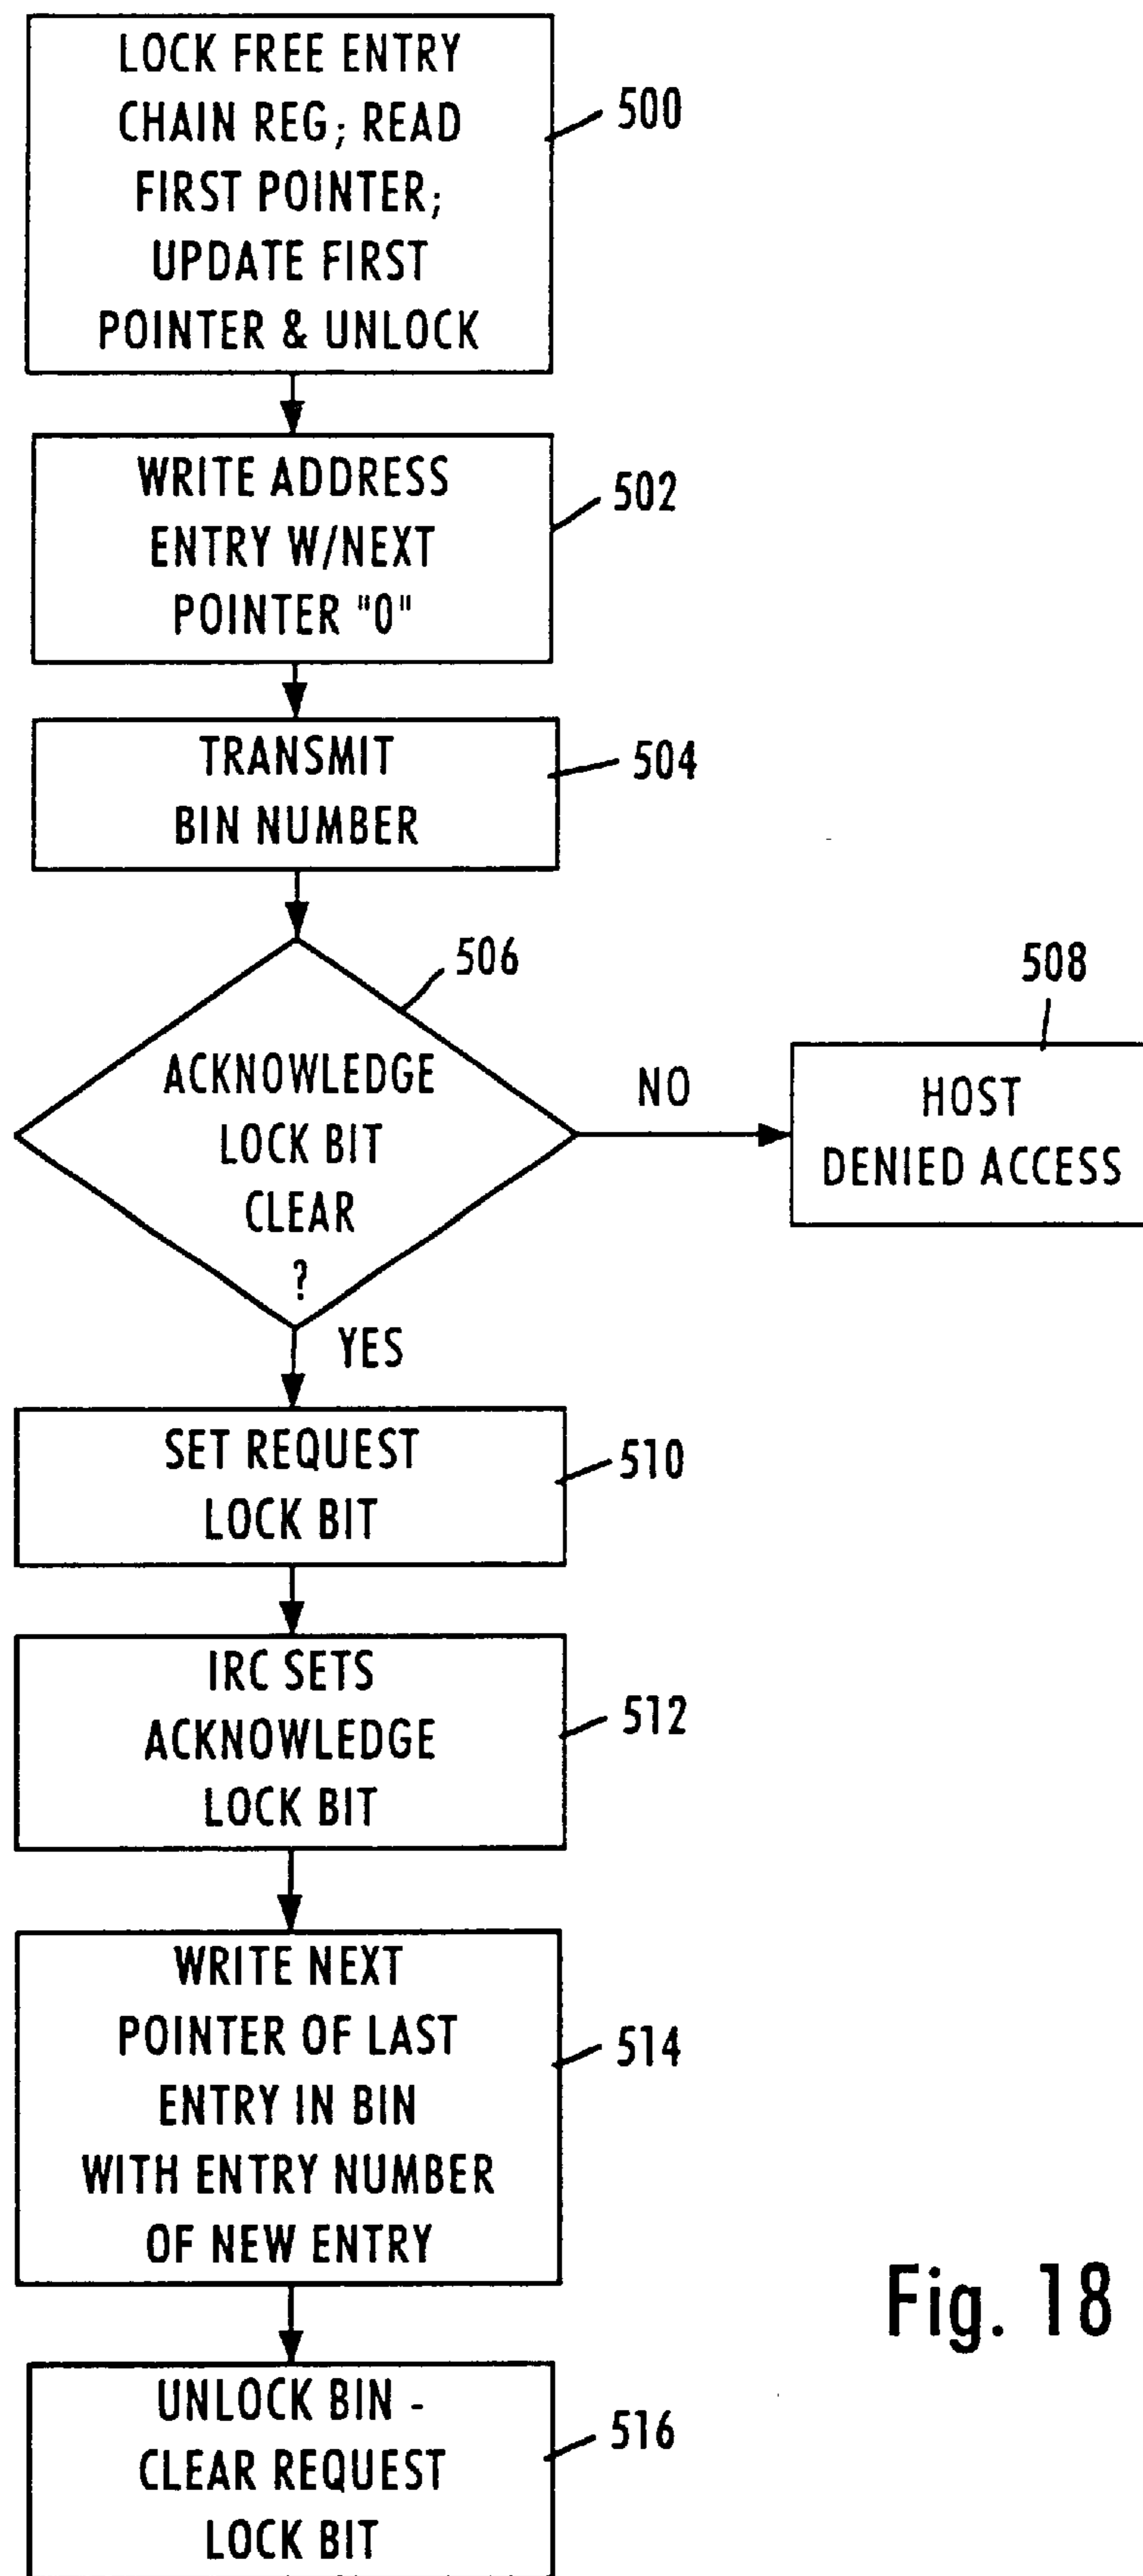 LOCK FREE ENTRY
CHAIN REG; READ
FIRST POINTER;
UPDATE FIRST
POINTER & UNLOCK
500
WRITE ADDRESS
ENTRY W/NEXT
POINTER "0"
502
TRANSMIT
BIN NUMBER
504
506
ACKNOWLEDGE
LOCK BIT
CLEAR
?
NO
508
HOST
DENIED ACCESS
YES
SET REQUEST
LOCK BIT
510
IRC SETS
ACKNOWLEDGE
LOCK BIT
512
WRITE NEXT
POINTER OF LAST
ENTRY IN BIN
WITH ENTRY NUMBER
OF NEW ENTRY
514
UNLOCK BIN -
CLEAR REQUEST
LOCK BIT
516
Fig. 18